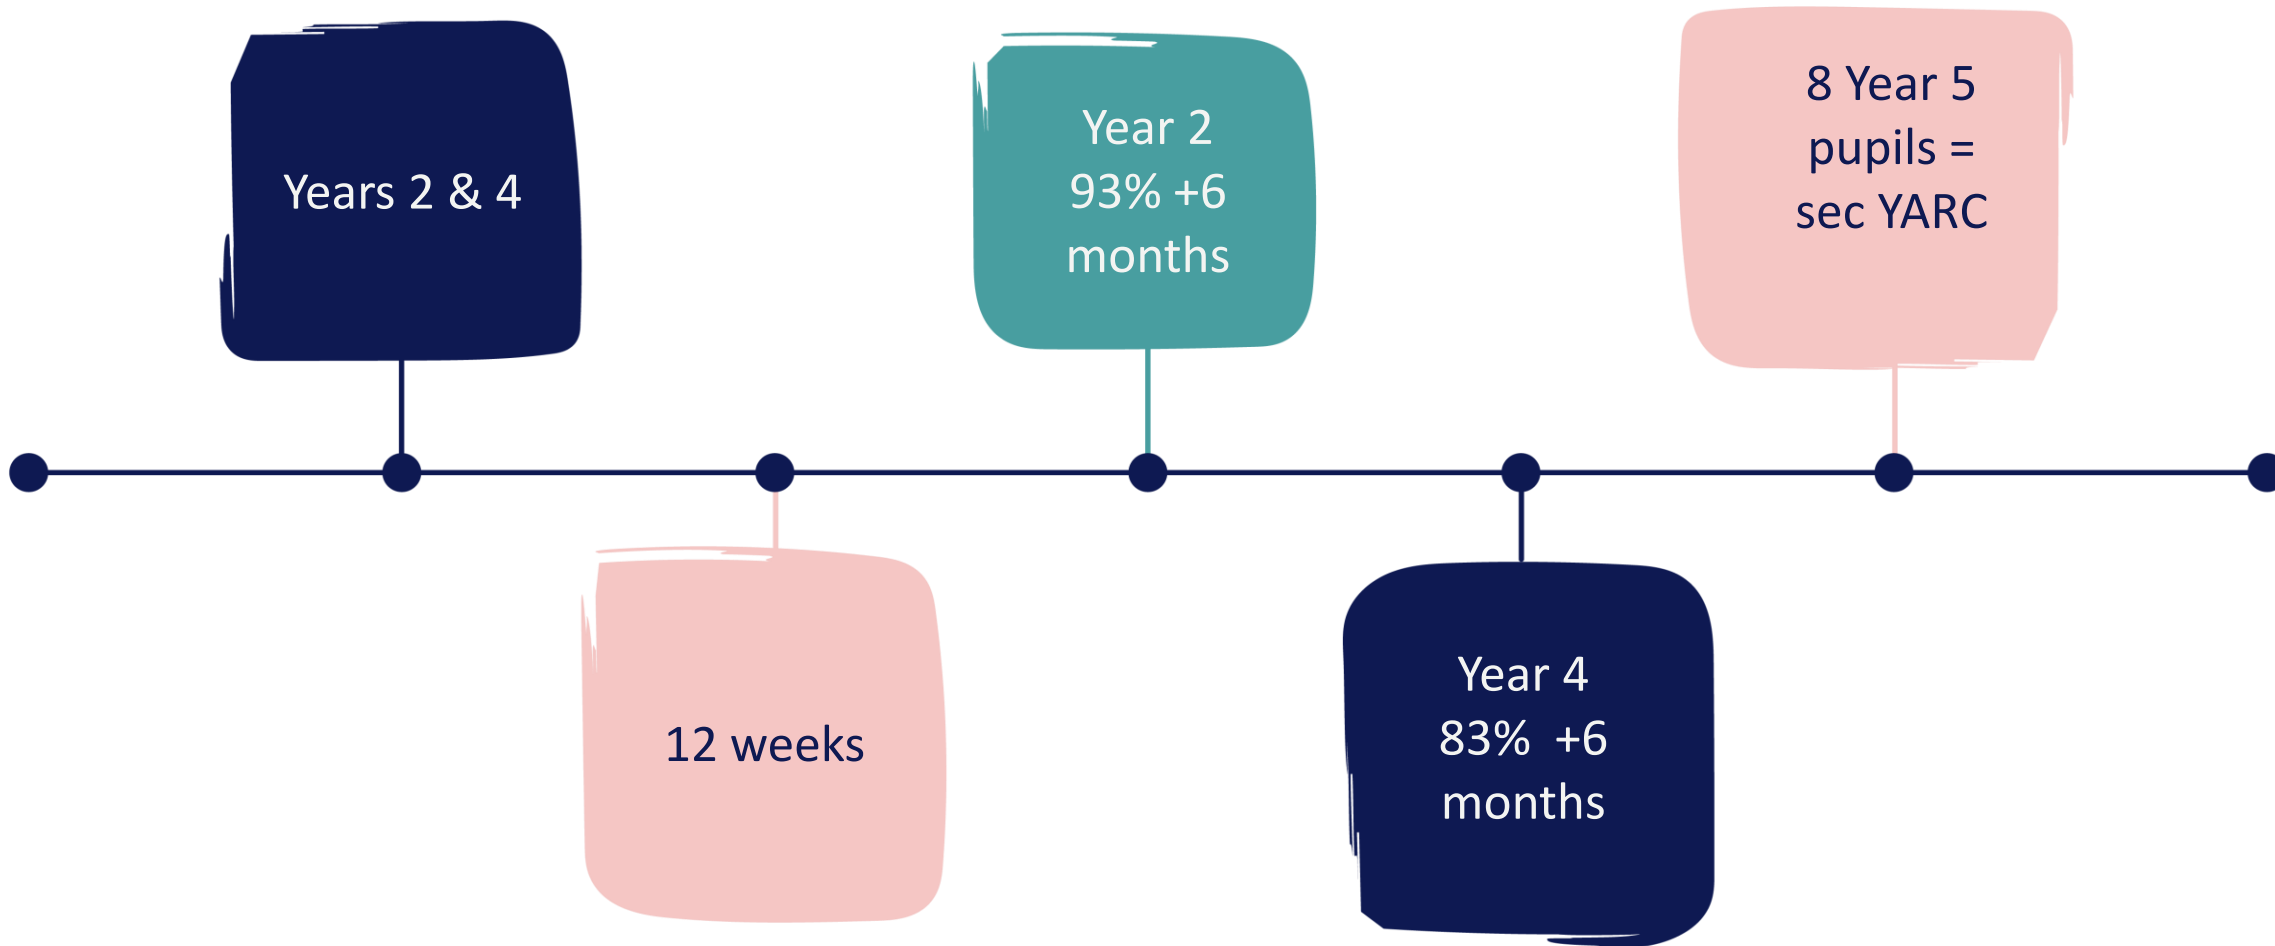 Years 2 & 4
12 weeks
Year 2
93% +6
months
Year 4
83%  +6
months
8 Year 5
pupils =
sec YARC